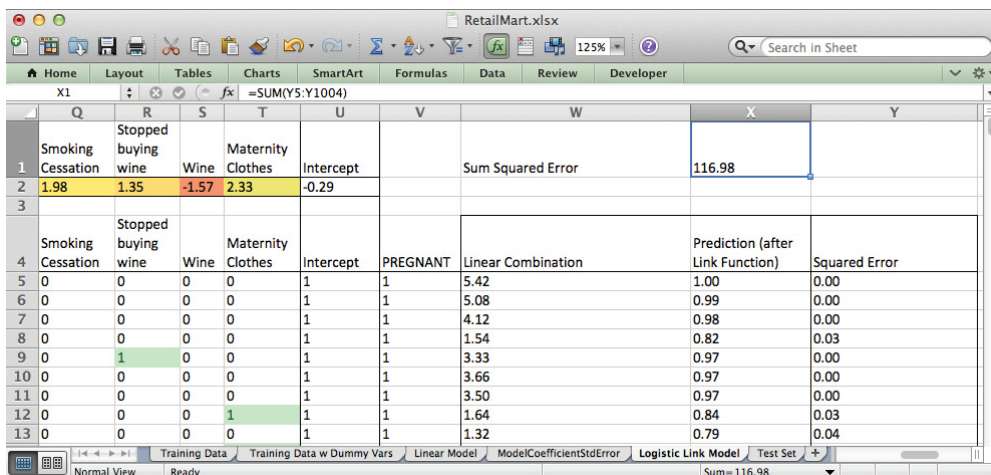 RetailMart.xlsx
125%
Search in Sheet
Home Layout Tables Charts SmartArt Formulas Data Review Developer
X1 fx =SUM(Y5:Y1004)
Q R S T U V W X Y
1 Smoking Cessation Stopped buying wine Wine Maternity Clothes Intercept Sum Squared Error 116.98
2 1.98 1.35 -1.57 2.33 -0.29
3
4 Smoking Cessation Stopped buying wine Wine Maternity Clothes Intercept PREGNANT Linear Combination Prediction (after Link Function) Squared Error
5 0 0 0 0 1 1 5.42 1.00 0.00
6 0 0 0 0 1 1 5.08 0.99 0.00
7 0 0 0 0 1 1 4.12 0.98 0.00
8 0 0 0 0 1 1 1.54 0.82 0.03
9 0 1 0 0 1 1 3.33 0.97 0.00
10 0 0 0 0 1 1 3.66 0.97 0.00
11 0 0 0 0 1 1 3.50 0.97 0.00
12 0 0 0 1 1 1 1.64 0.84 0.03
13 0 0 0 0 1 1 1.32 0.79 0.04
Training Data Training Data w Dummy Vars Linear Model ModelCoefficientStdError Logistic Link Model Test Set +
Normal View Ready Sum=116.98